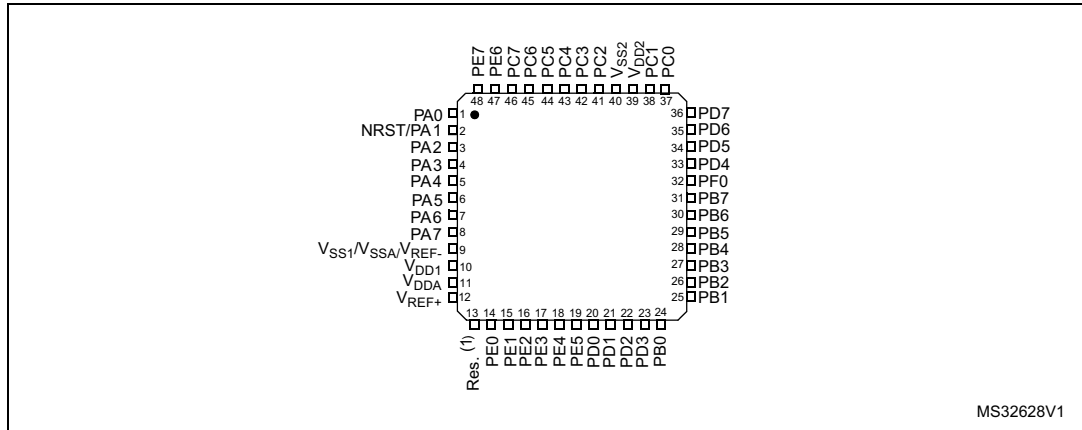 PE7
PE6
PC7
PC6
PC5
PC4
PC3
PC2
VSS2
VDD2
PC1
PC0
48 47 46 45 44 43 42 41 40 39 38 37
PA0 1
NRST/PA1 2
PA2 3
PA3 4
PA4 5
PA5 6
PA6 7
PA7 8
VSS1/VSSA/VREF- 9
VDD1 10
VDDA 11
VREF+ 12
36 PD7
35 PD6
34 PD5
33 PD4
32 PF0
31 PB7
30 PB6
29 PB5
28 PB4
27 PB3
26 PB2
25 PB1
13 14 15 16 17 18 19 20 21 22 23 24
Res. (1)
PE0
PE1
PE2
PE3
PE4
PE5
PD0
PD1
PD2
PD3
PB0
MS32628V1